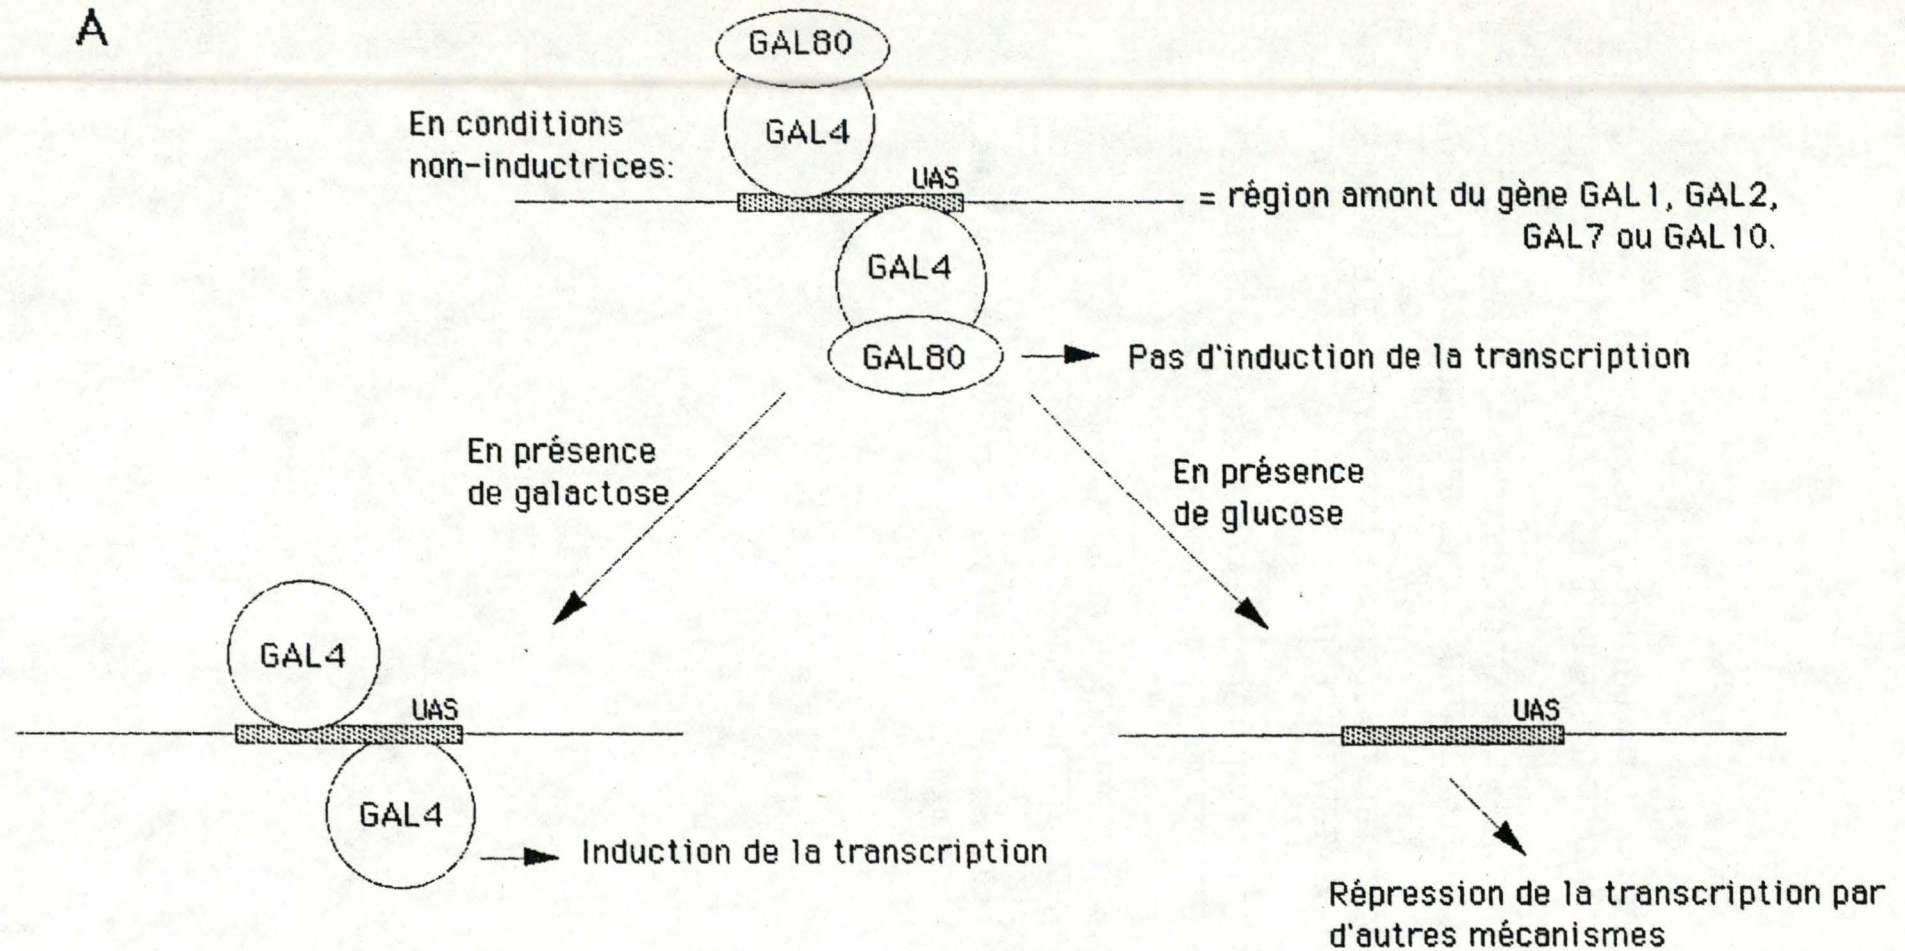 A
GAL80
GAL4
En conditions
non-inductrices:
UAS
= région amont du gène GAL1, GAL2,
GAL7 ou GAL10.
GAL4
GAL80
Pas d'induction de la transcription
En présence
de galactose
En présence
de glucose
GAL4
UAS
GAL4
Induction de la transcription
UAS
Répression de la transcription par
d'autres mécanismes